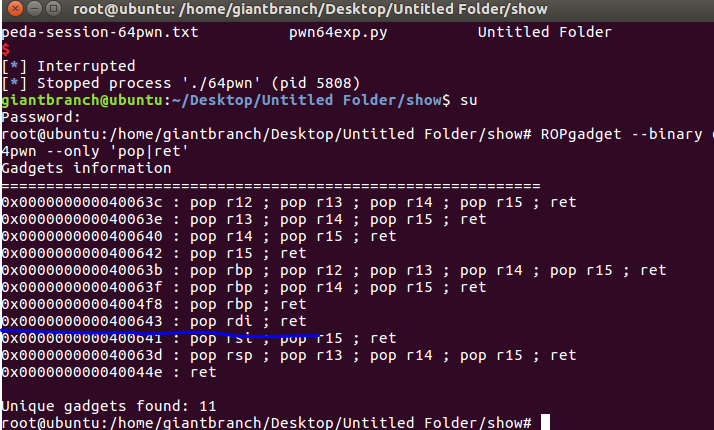 root@ubuntu: /home/giantbranch/Desktop/Untitled Folder/show
peda-session-64pwn.txt pwn64exp.py Untitled Folder
$
[*] Interrupted
[*] Stopped process './64pwn' (pid 5808)
giantbranch@ubuntu:~/Desktop/Untitled Folder/show$ su
Password:
root@ubuntu:/home/giantbranch/Desktop/Untitled Folder/show# ROPgadget --binary
4pwn --only 'pop|ret'
Gadgets information
============================================================
0x000000000040063c : pop r12 ; pop r13 ; pop r14 ; pop r15 ; ret
0x000000000040063e : pop r13 ; pop r14 ; pop r15 ; ret
0x0000000000400640 : pop r14 ; pop r15 ; ret
0x0000000000400642 : pop r15 ; ret
0x000000000040063b : pop rbp ; pop r12 ; pop r13 ; pop r14 ; pop r15 ; ret
0x000000000040063f : pop rbp ; pop r14 ; pop r15 ; ret
0x00000000004004f8 : pop rbp ; ret
0x0000000000400643 : pop rdi ; ret
0x0000000000400641 : pop rsi ; pop r15 ; ret
0x000000000040063d : pop rsp ; pop r13 ; pop r14 ; pop r15 ; ret
0x000000000040044e : ret
Unique gadgets found: 11
root@ubuntu:/home/giantbranch/Desktop/Untitled Folder/show#